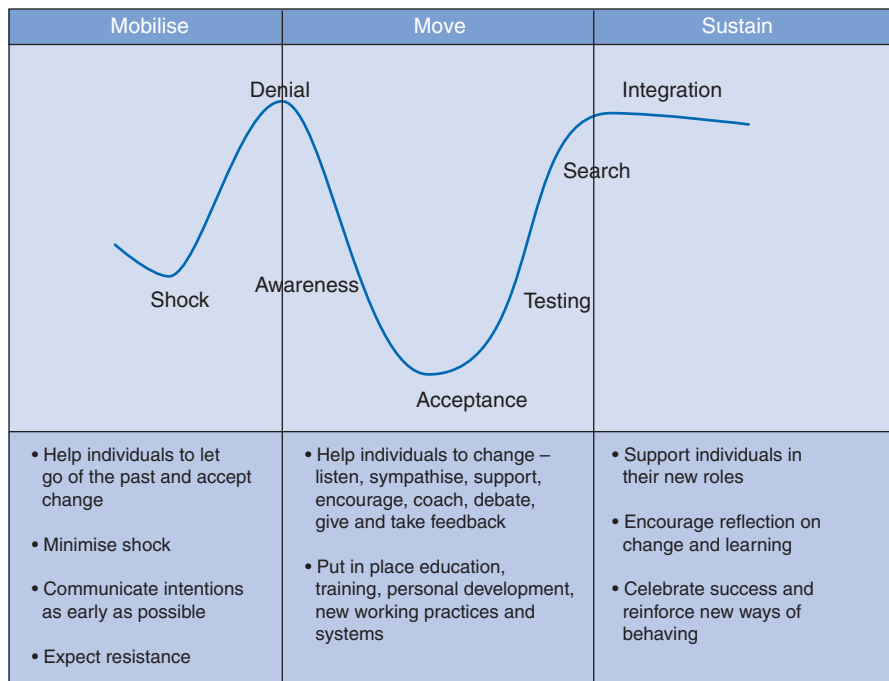 Mobilise
Move
Sustain
Denial
Integration
Search
Awareness
Shock
Testing
Acceptance
• Help individuals to let
go of the past and accept
change
• Minimise shock
• Communicate intentions
as early as possible
• Expect resistance
• Help individuals to change –
listen, sympathise, support,
encourage, coach, debate,
give and take feedback
• Put in place education,
training, personal development,
new working practices and
systems
• Support individuals in
their new roles
• Encourage reflection on
change and learning
• Celebrate success and
reinforce new ways of
behaving